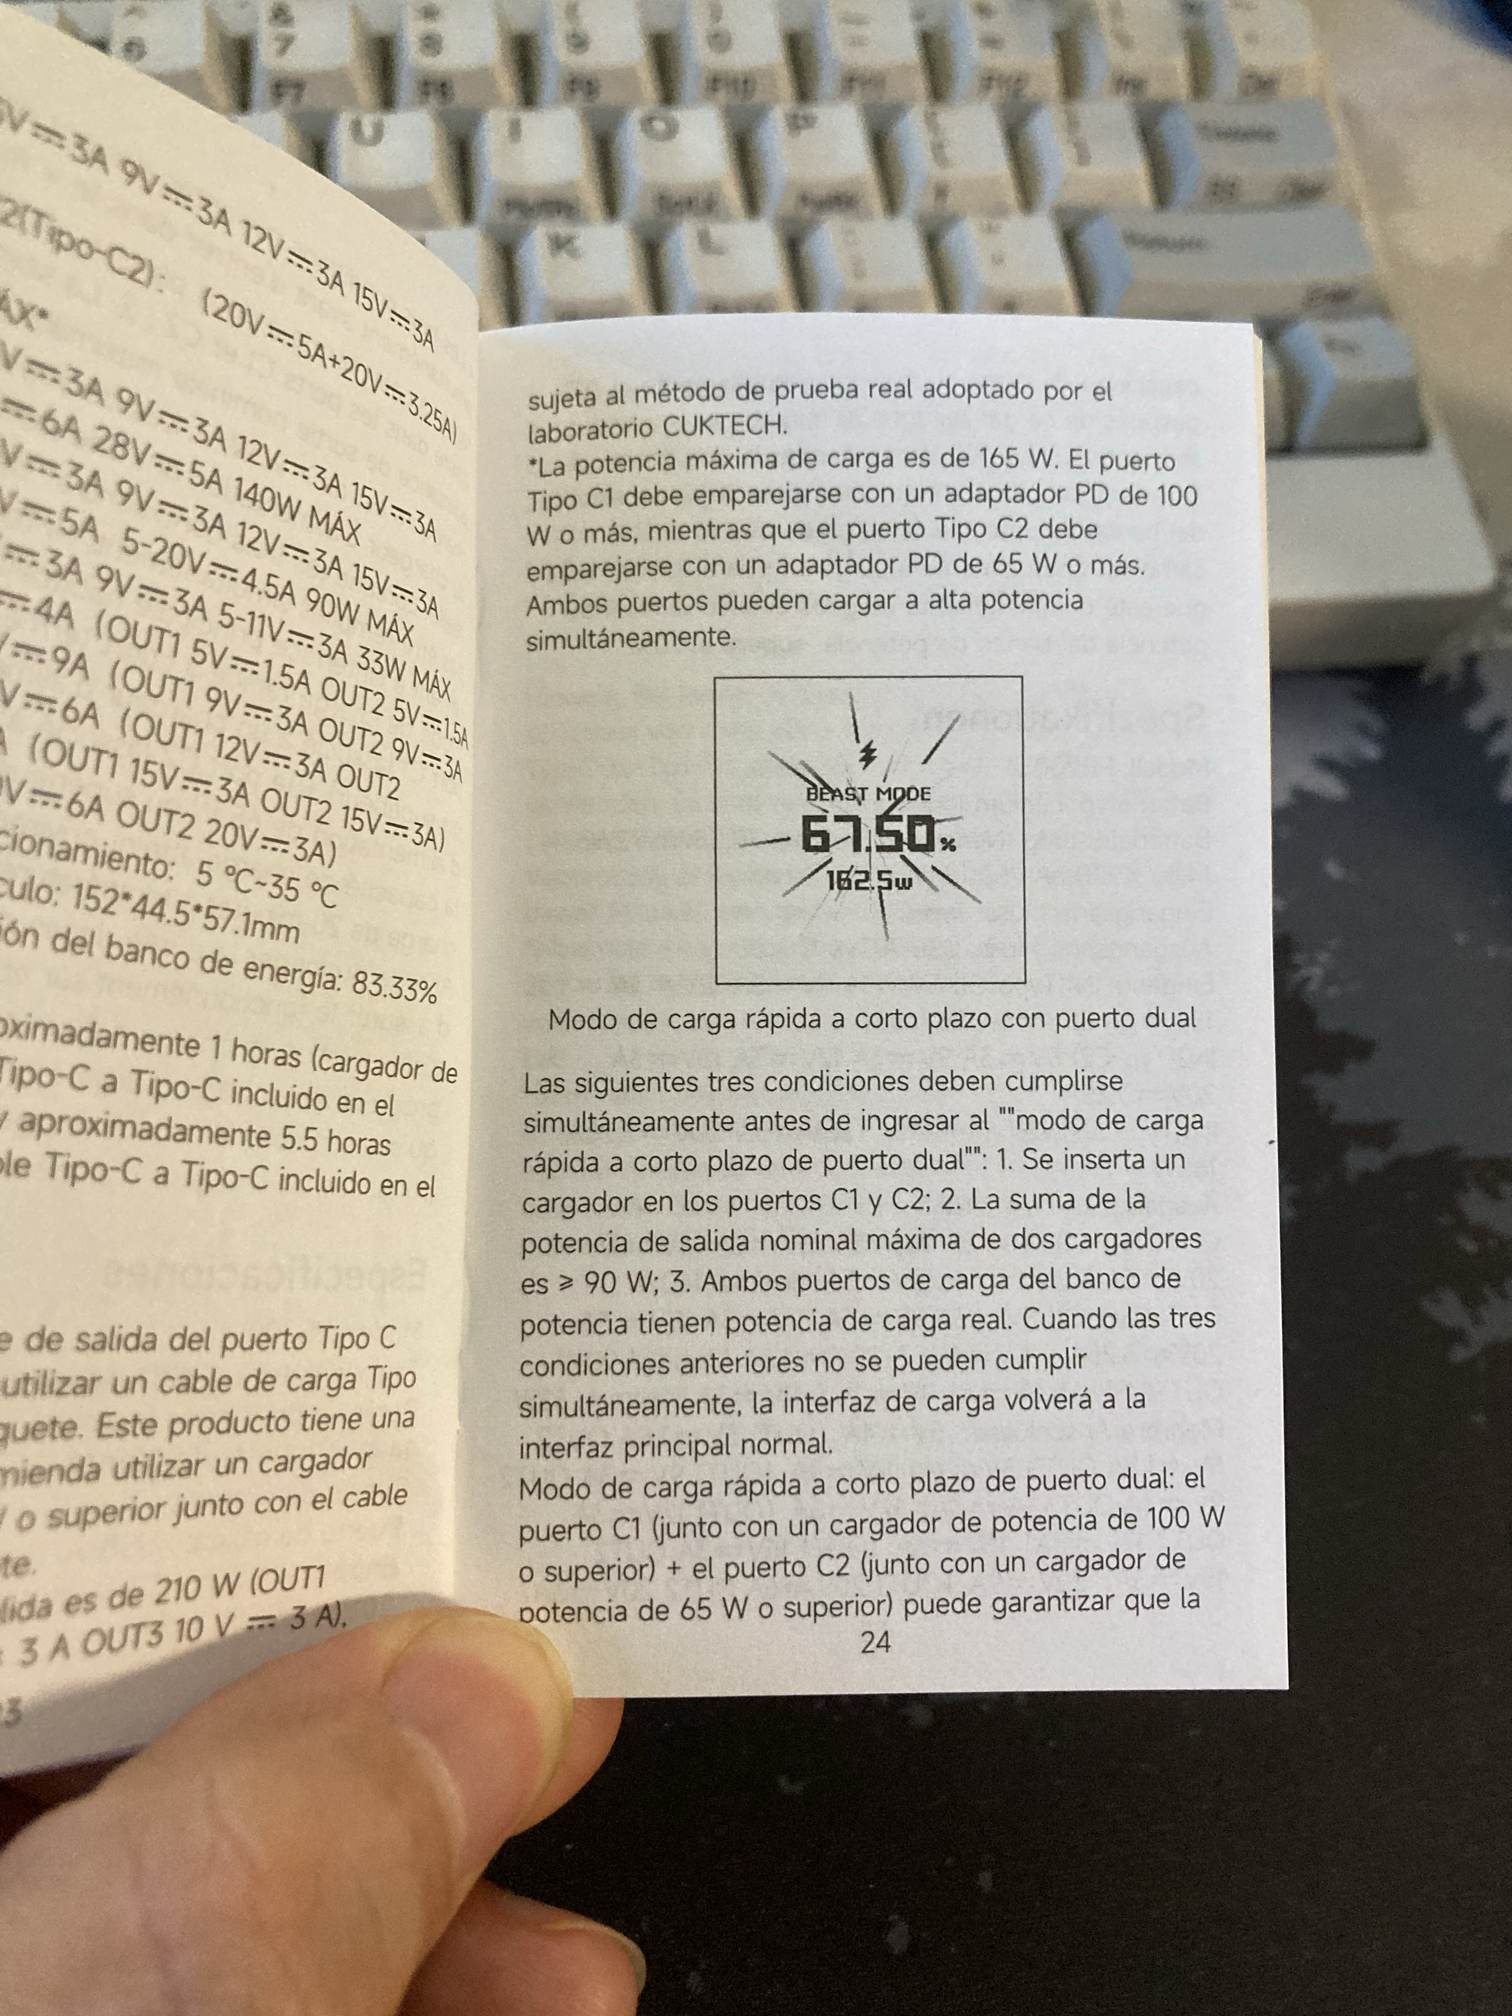 6
&
7
F7
*
8
F8
9
F9
0
F10
F11
F12
Del
U
I
O
P
K
L
3A 9V⎓3A 12V⎓3A 15V⎓3A
2(Tipo-C2): (20V⎓5A+20V⎓3.25A)
ÁX*
V⎓3A 9V⎓3A 12V⎓3A 15V⎓3A
⎓6A 28V⎓5A 140W MÁX
V⎓3A 9V⎓3A 12V⎓3A 15V⎓3A
V⎓5A 5-20V⎓4.5A 90W MÁX
⎓3A 9V⎓3A 5-11V⎓3A 33W MÁX
⎓4A (OUT1 5V⎓1.5A OUT2 5V⎓1.5A
⎓9A (OUT1 9V⎓3A OUT2 9V⎓3A
V⎓6A (OUT1 12V⎓3A OUT2
(OUT1 15V⎓3A OUT2 15V⎓3A)
V⎓6A OUT2 20V⎓3A)
cionamiento: 5 °C~35 °C
culo: 152*44.5*57.1mm
ión del banco de energía: 83.33%
oximadamente 1 horas (cargador de
Tipo-C a Tipo-C incluido en el
y aproximadamente 5.5 horas
ble Tipo-C a Tipo-C incluido en el
e de salida del puerto Tipo C
utilizar un cable de carga Tipo
quete. Este producto tiene una
mienda utilizar un cargador
o superior junto con el cable
te.
lida es de 210 W (OUT1
3 A OUT3 10 V ⎓ 3 A).
3
sujeta al método de prueba real adoptado por el
laboratorio CUKTECH.
*La potencia máxima de carga es de 165 W. El puerto
Tipo C1 debe emparejarse con un adaptador PD de 100
W o más, mientras que el puerto Tipo C2 debe
emparejarse con un adaptador PD de 65 W o más.
Ambos puertos pueden cargar a alta potencia
simultáneamente.
BEAST MODE
67.50%
162.5w
Modo de carga rápida a corto plazo con puerto dual
Las siguientes tres condiciones deben cumplirse
simultáneamente antes de ingresar al ""modo de carga
rápida a corto plazo de puerto dual"": 1. Se inserta un
cargador en los puertos C1 y C2; 2. La suma de la
potencia de salida nominal máxima de dos cargadores
es ⩾ 90 W; 3. Ambos puertos de carga del banco de
potencia tienen potencia de carga real. Cuando las tres
condiciones anteriores no se pueden cumplir
simultáneamente, la interfaz de carga volverá a la
interfaz principal normal.
Modo de carga rápida a corto plazo de puerto dual: el
puerto C1 (junto con un cargador de potencia de 100 W
o superior) + el puerto C2 (junto con un cargador de
potencia de 65 W o superior) puede garantizar que la
24